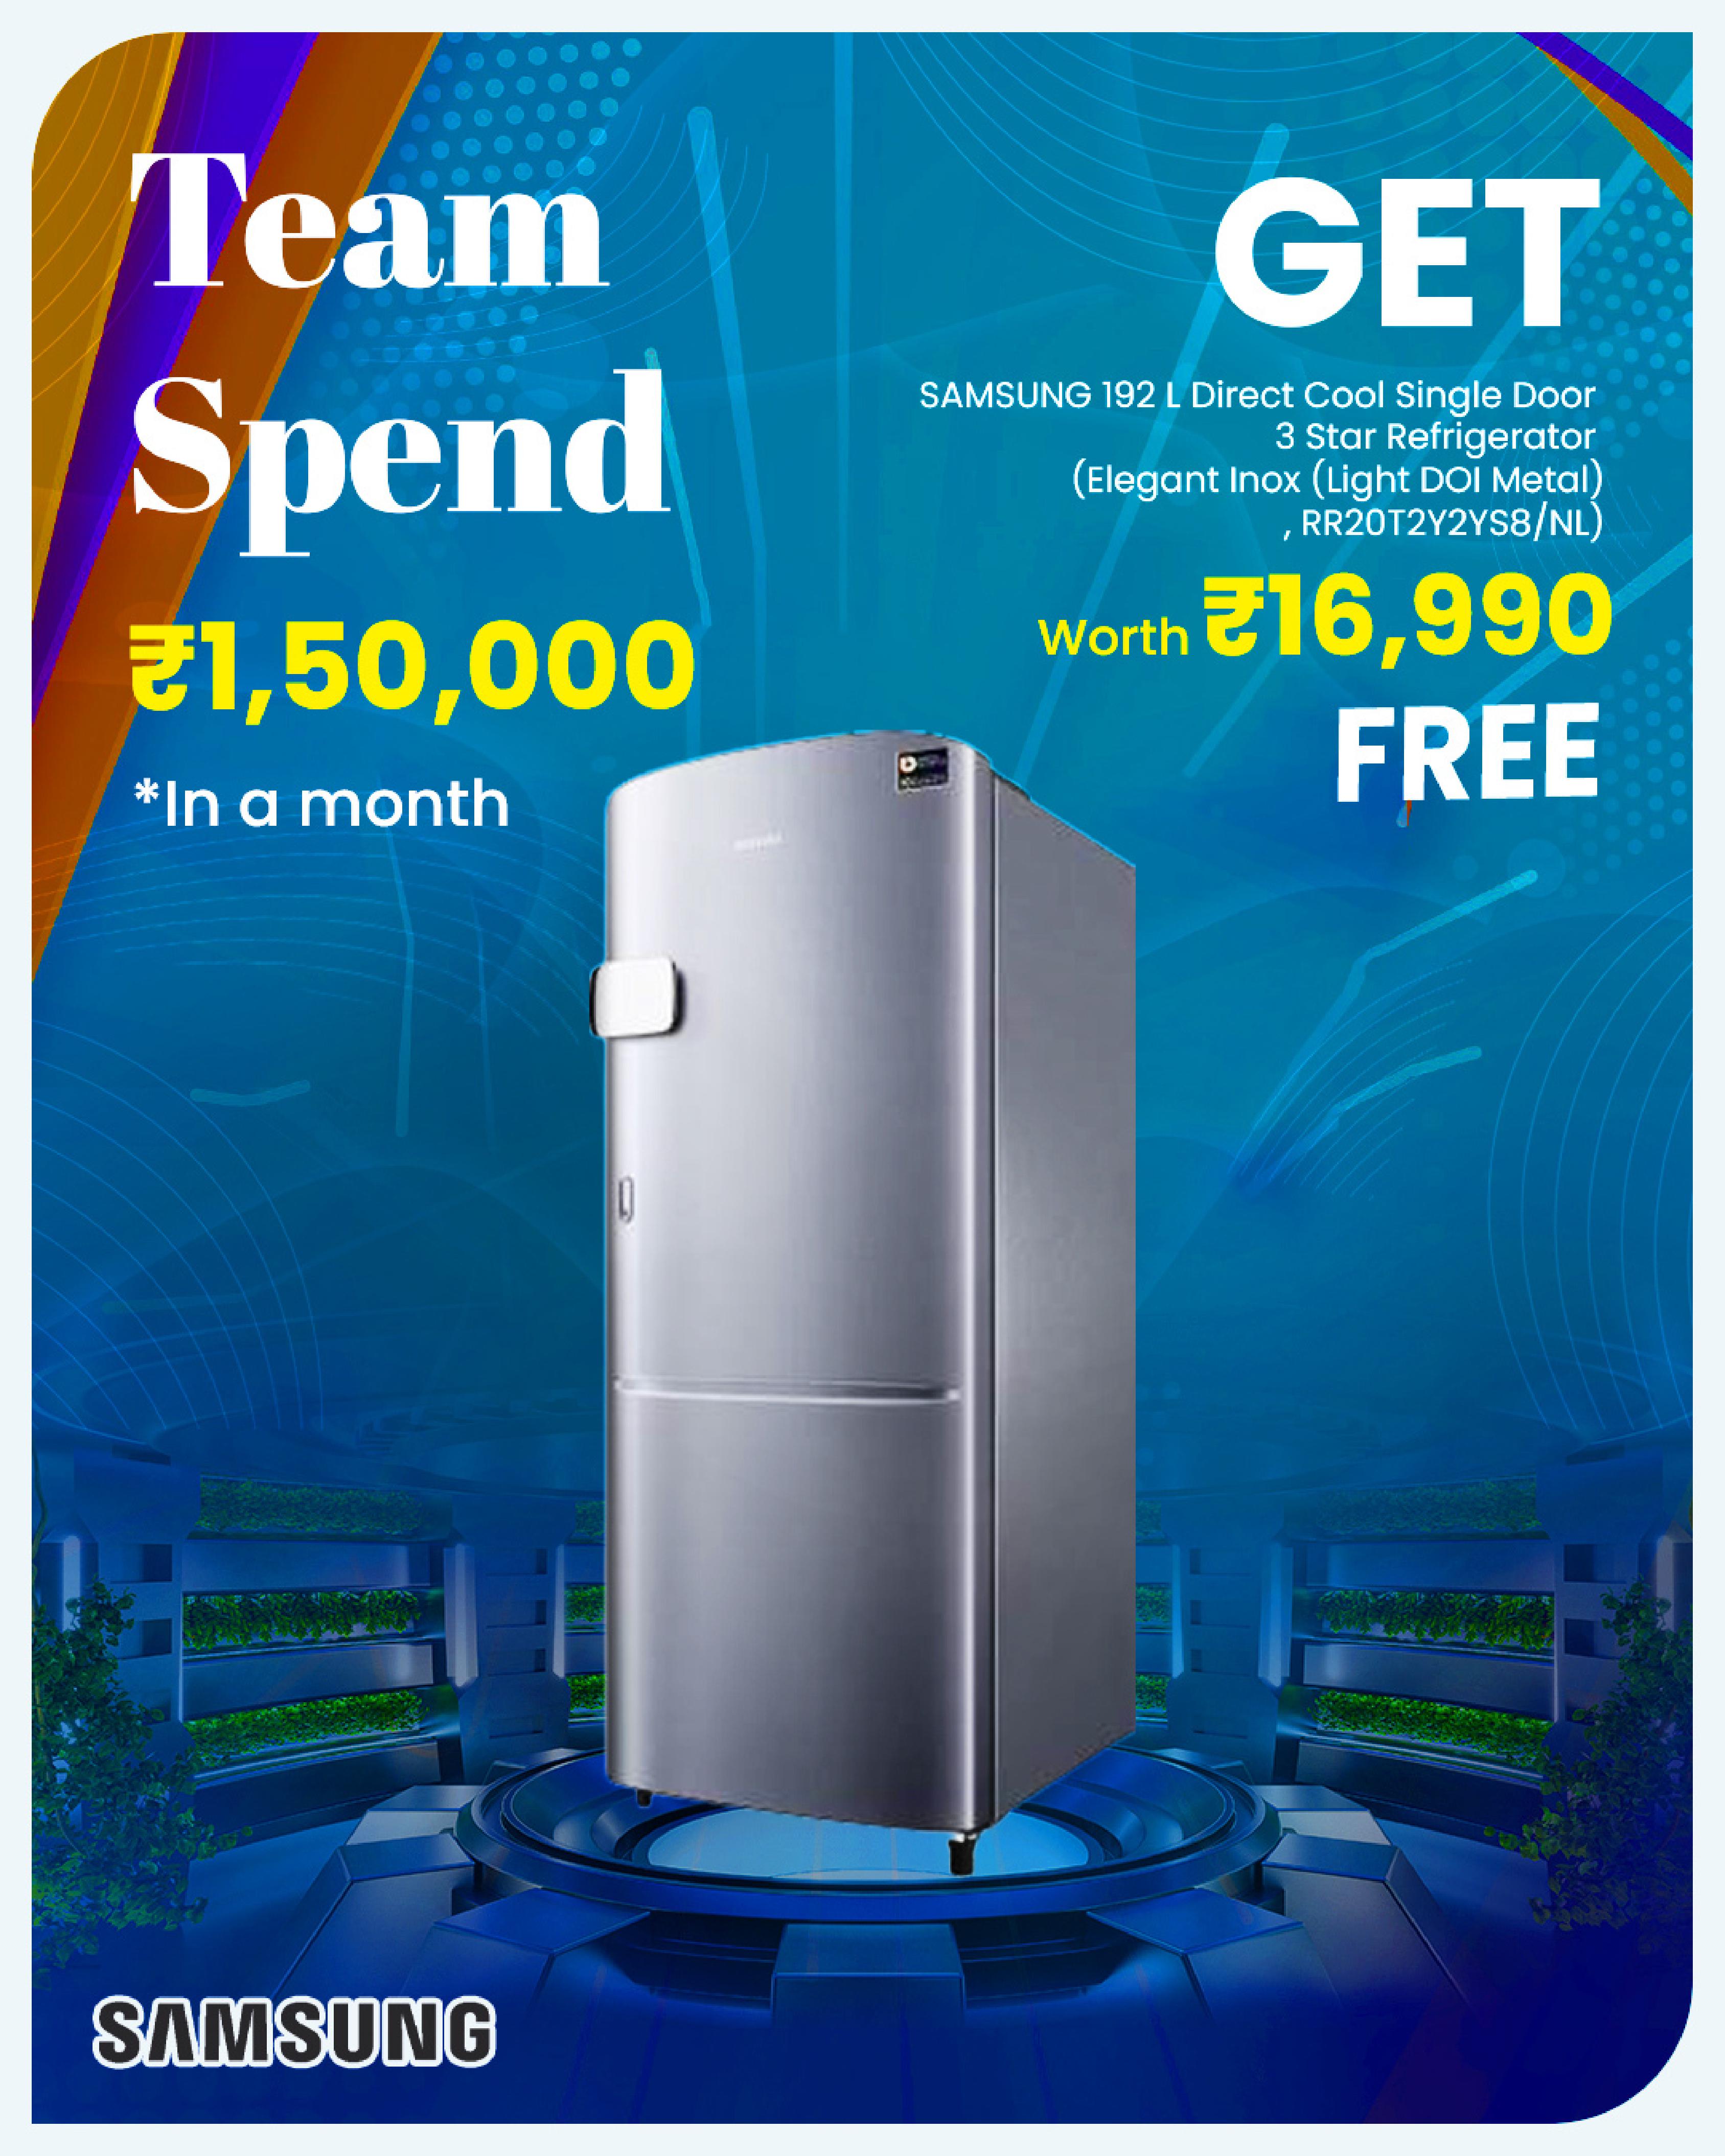 Team
Spend
₹1,50,000
*In a month
GET
SAMSUNG 192 L Direct Cool Single Door
3 Star Refrigerator
(Elegant Inox (Light DOI Metal)
, RR20T2Y2YS8/NL)
Worth ₹16,990
FREE
SAMSUNG